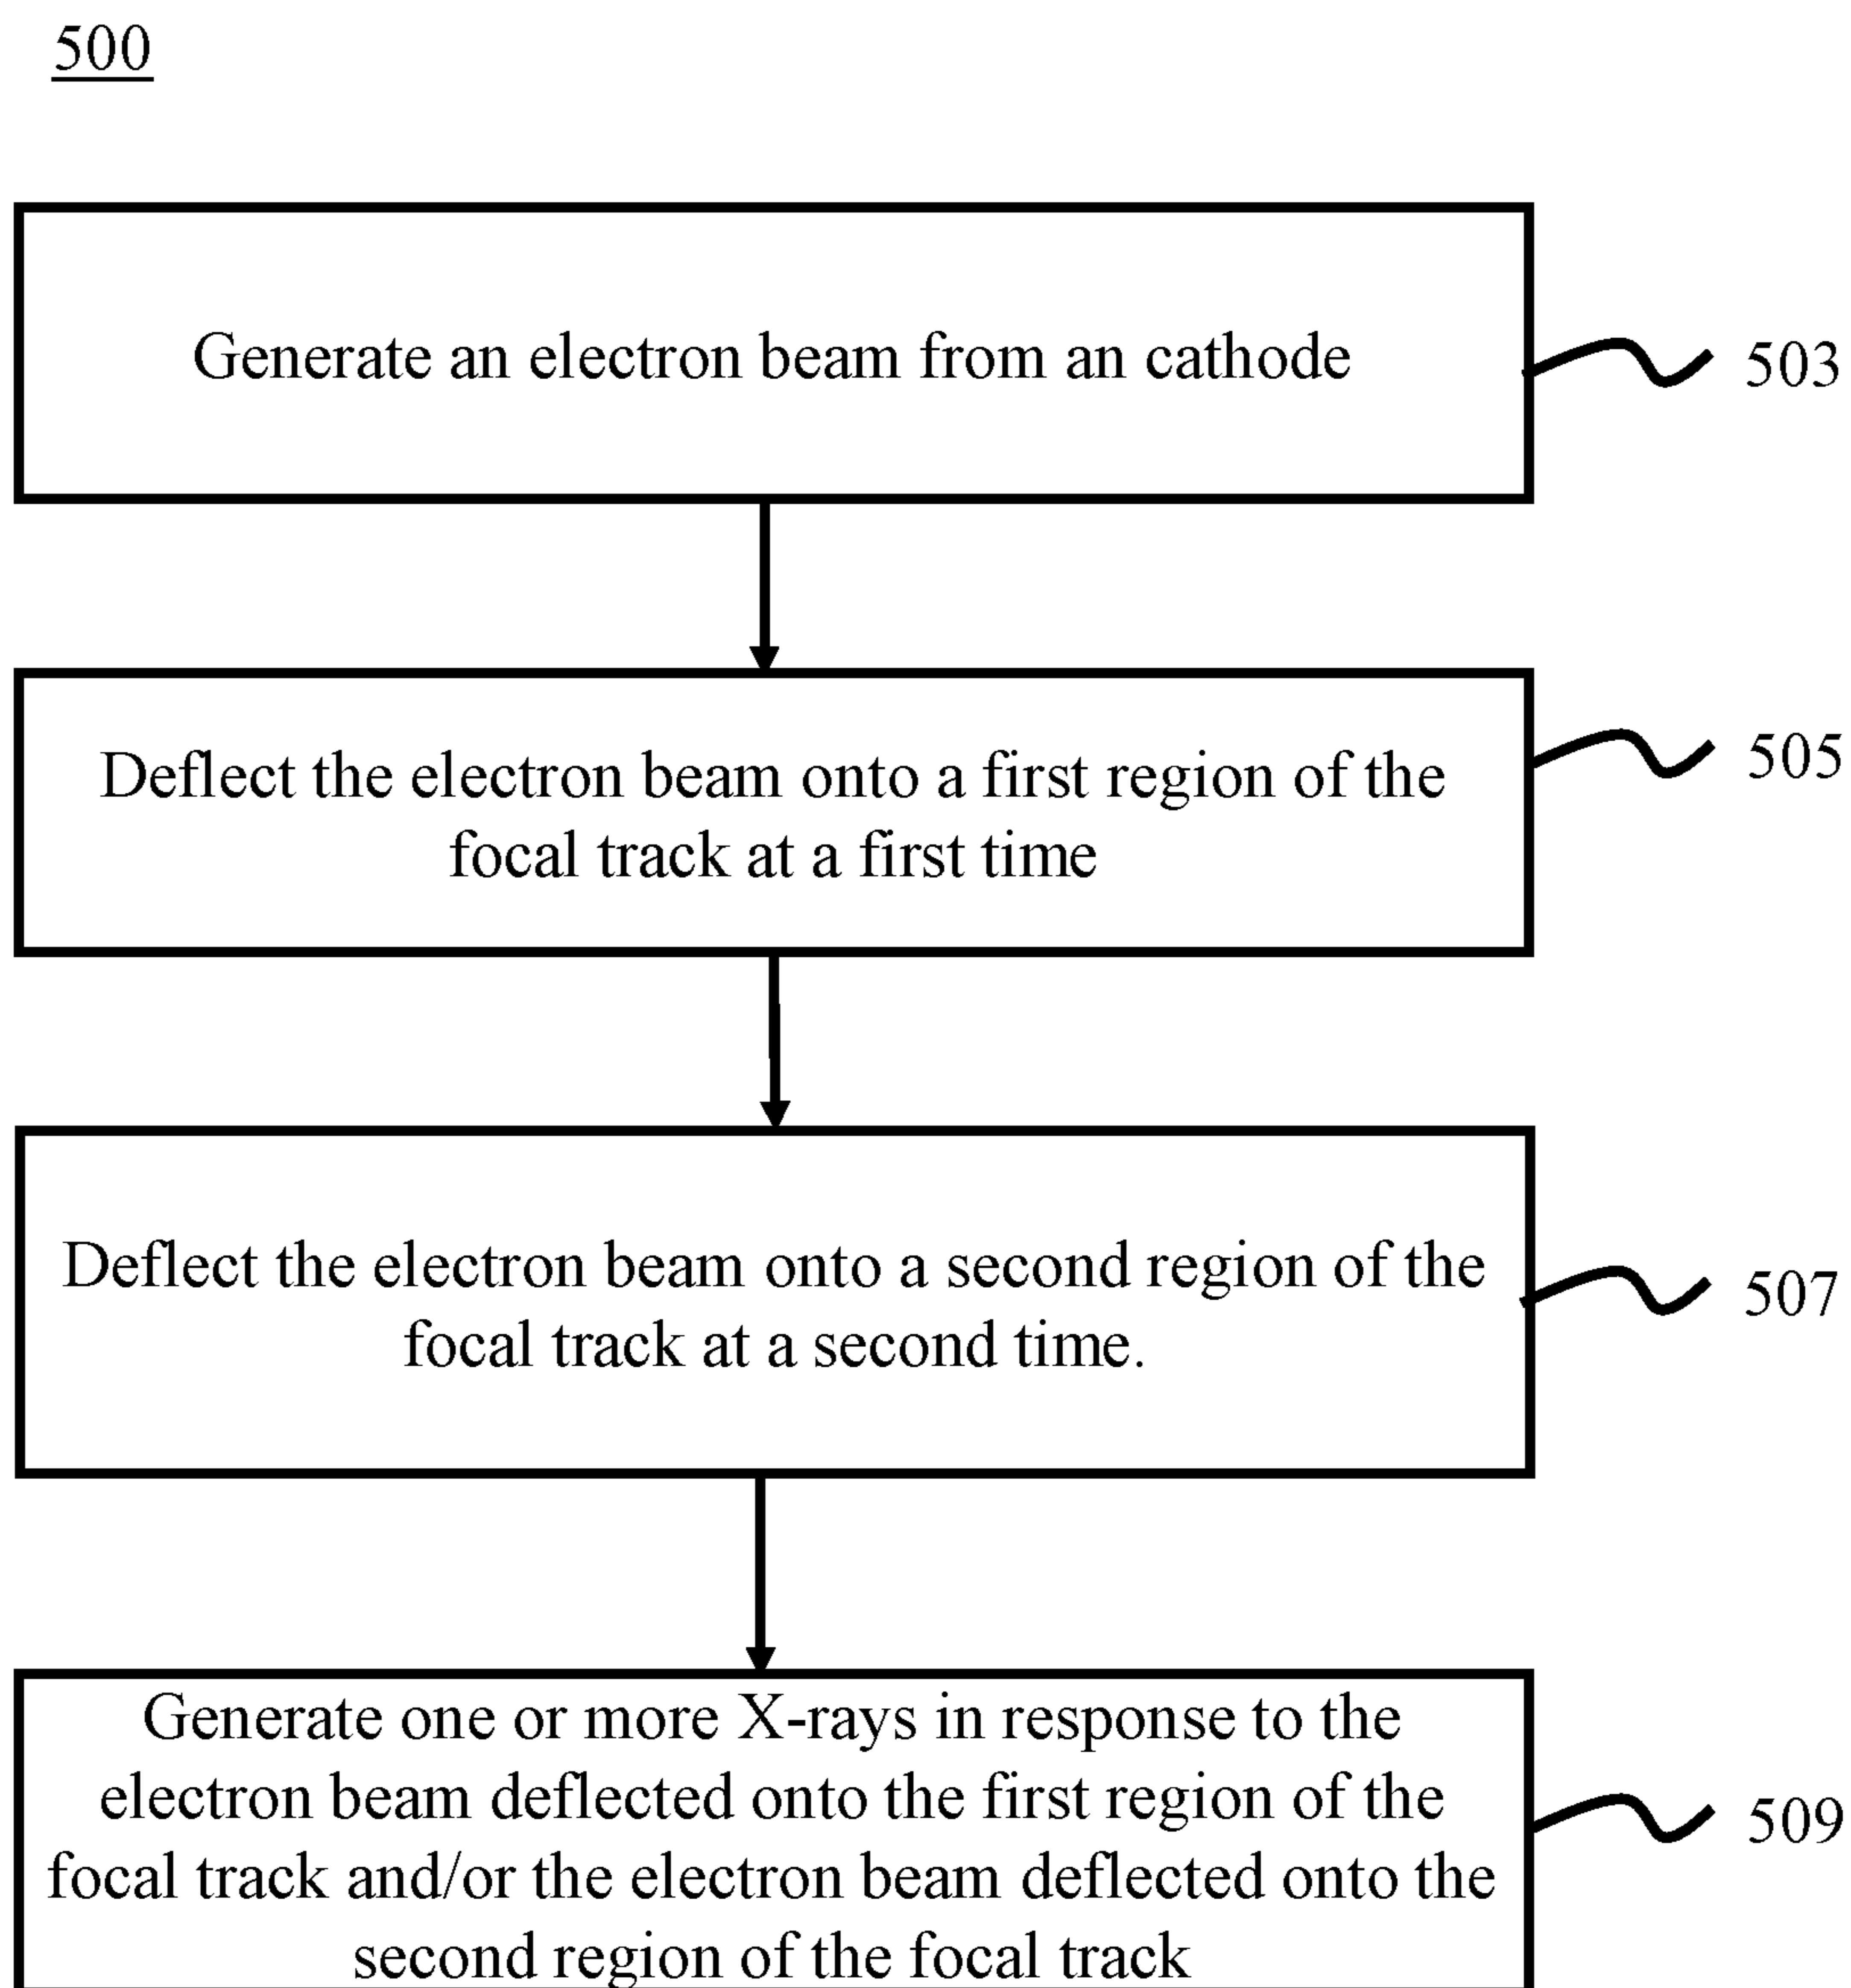 500
Generate an electron beam from an cathode
503
Deflect the electron beam onto a first region of the
focal track at a first time
505
Deflect the electron beam onto a second region of the
focal track at a second time.
507
Generate one or more X-rays in response to the
electron beam deflected onto the first region of the
focal track and/or the electron beam deflected onto the
second region of the focal track
509